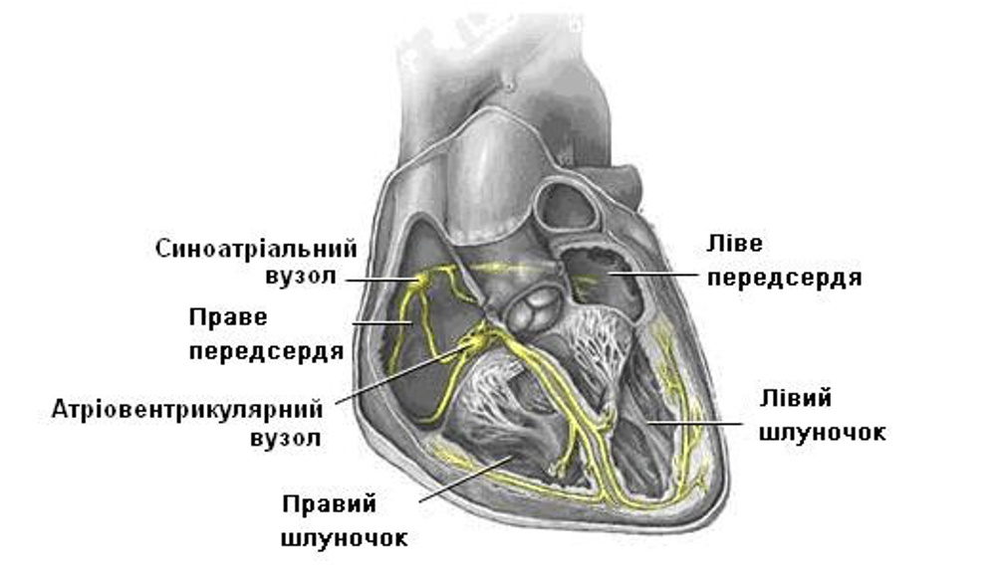 Синоатріальний
вузол
Праве
передсердя
Атріовентрикулярний
вузол
Правий
шлуночок
Ліве
передсердя
Лівий
шлуночок